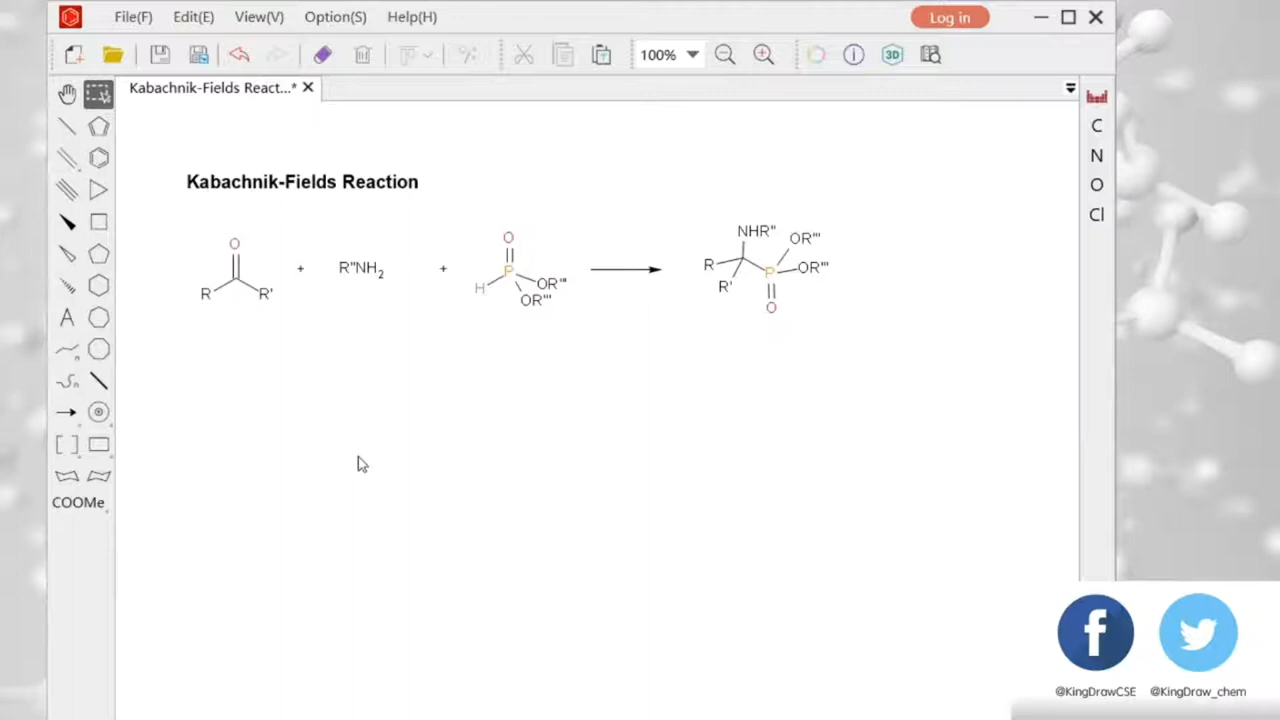 File(F) Edit(E) View(V) Option(S) Help(H) Log in
100% 3D
Kabachnik-Fields React...*
C
N
O
Cl
Kabachnik-Fields Reaction
O
R R'
+
R"NH2
+
O
P
H OR'''
OR'''
NHR" OR'''
R P OR'''
R'
O
A
n
n
[ ]
COOMe
f
@KingDrawCSE @KingDraw_chem